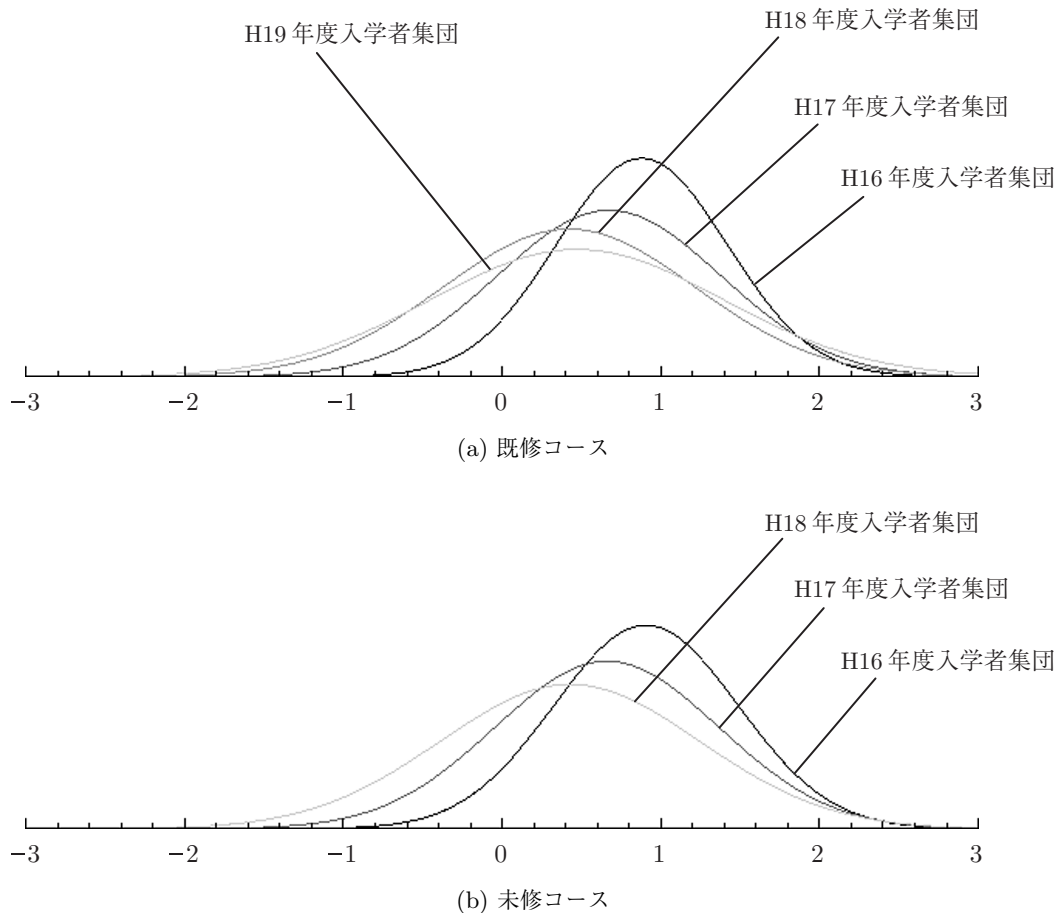 H18 年度入学者集団
H19 年度入学者集団
H17 年度入学者集団
H16 年度入学者集団
−3 −2 −1 0 1 2 3
(a) 既修コース
H18 年度入学者集団
H17 年度入学者集団
H16 年度入学者集団
−3 −2 −1 0 1 2 3
(b) 未修コース